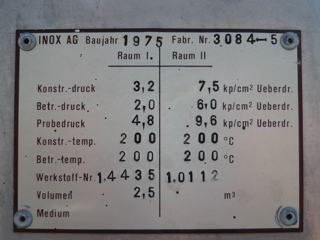 INOX AG Baujahr 1975 Fabr. Nr. 3084-5
Raum I. Raum II
Konstr.-druck 3,2 7,5 kp/cm² Ueberdr.
Betr.-druck 2,0 6,0 kp/cm² Ueberdr.
Probedruck 4,8 9,6 kp/cm² Ueberdr.
Konstr.-temp. 200 200 °C
Betr.-temp. 200 200 °C
Werkstoff-Nr. 1.4435 1.0112
Volumen 2,5 m³
Medium